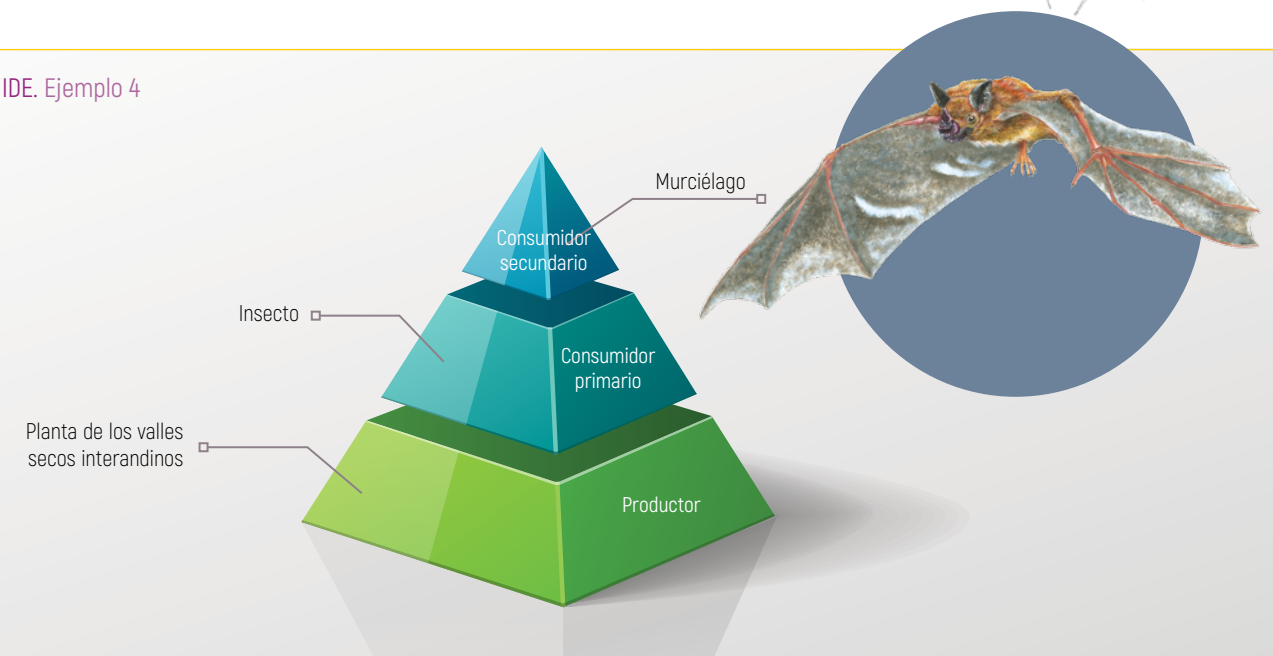 IDE. Ejemplo 4
Murciélago
Consumidor
secundario
Insecto
Consumidor
primario
Planta de los valles
secos interandinos
Productor